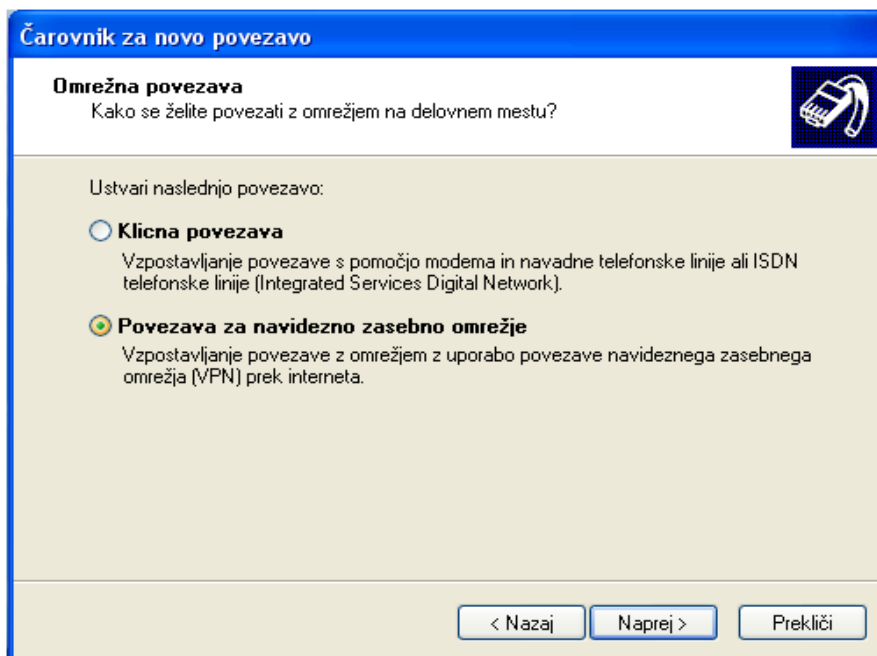 Čarovnik za novo povezavo
Omrežna povezava
Kako se želite povezati z omrežjem na delovnem mestu?
Ustvari naslednjo povezavo:
Klicna povezava
Vzpostavljanje povezave s pomočjo modema in navadne telefonske linije ali ISDN
telefonske linije (Integrated Services Digital Network).
Povezava za navidezno zasebno omrežje
Vzpostavljanje povezave z omrežjem z uporabo povezave navideznega zasebnega
omrežja (VPN) prek interneta.
< Nazaj Naprej > Prekliči